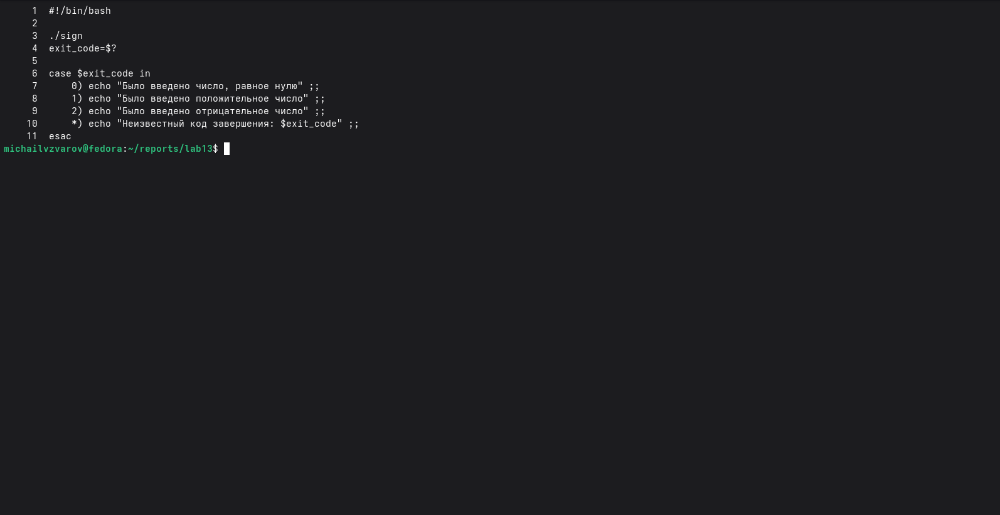 1 #!/bin/bash
2
3 ./sign
4 exit_code=$?
5
6 case $exit_code in
7     0) echo "Было введено число, равное нулю" ;;
8     1) echo "Было введено положительное число" ;;
9     2) echo "Было введено отрицательное число" ;;
10     *) echo "Неизвестный код завершения: $exit_code" ;;
11 esac
michailvzvarov@fedora:~/reports/lab13$